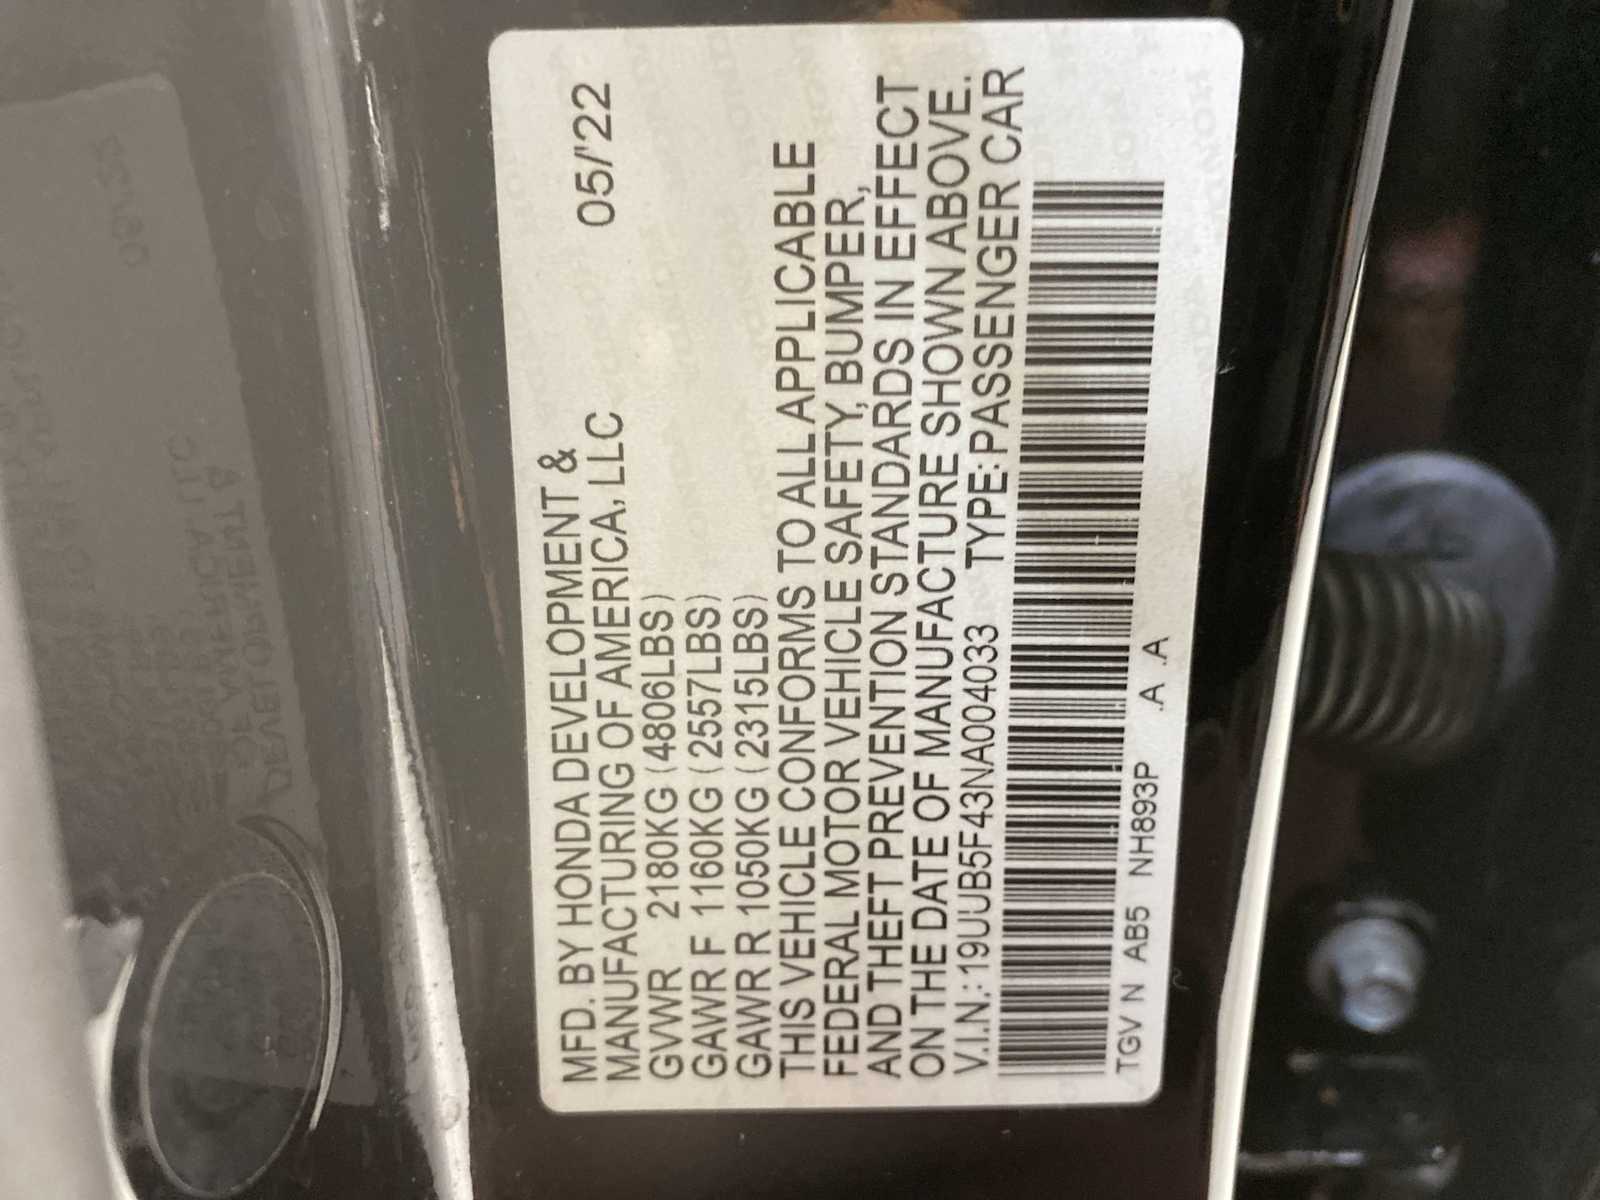 MFD. BY HONDA DEVELOPMENT &
MANUFACTURING OF AMERICA, LLC 05/'22
GVWR 2180KG (4806LBS)
GAWR F 1160KG (2557LBS)
GAWR R 1050KG (2315LBS)
THIS VEHICLE CONFORMS TO ALL APPLICABLE
FEDERAL MOTOR VEHICLE SAFETY, BUMPER,
AND THEFT PREVENTION STANDARDS IN EFFECT
ON THE DATE OF MANUFACTURE SHOWN ABOVE.
V.I.N.: 19UUB5F43NA004033 TYPE: PASSENGER CAR
TGV N AB5 NH893P .A .A